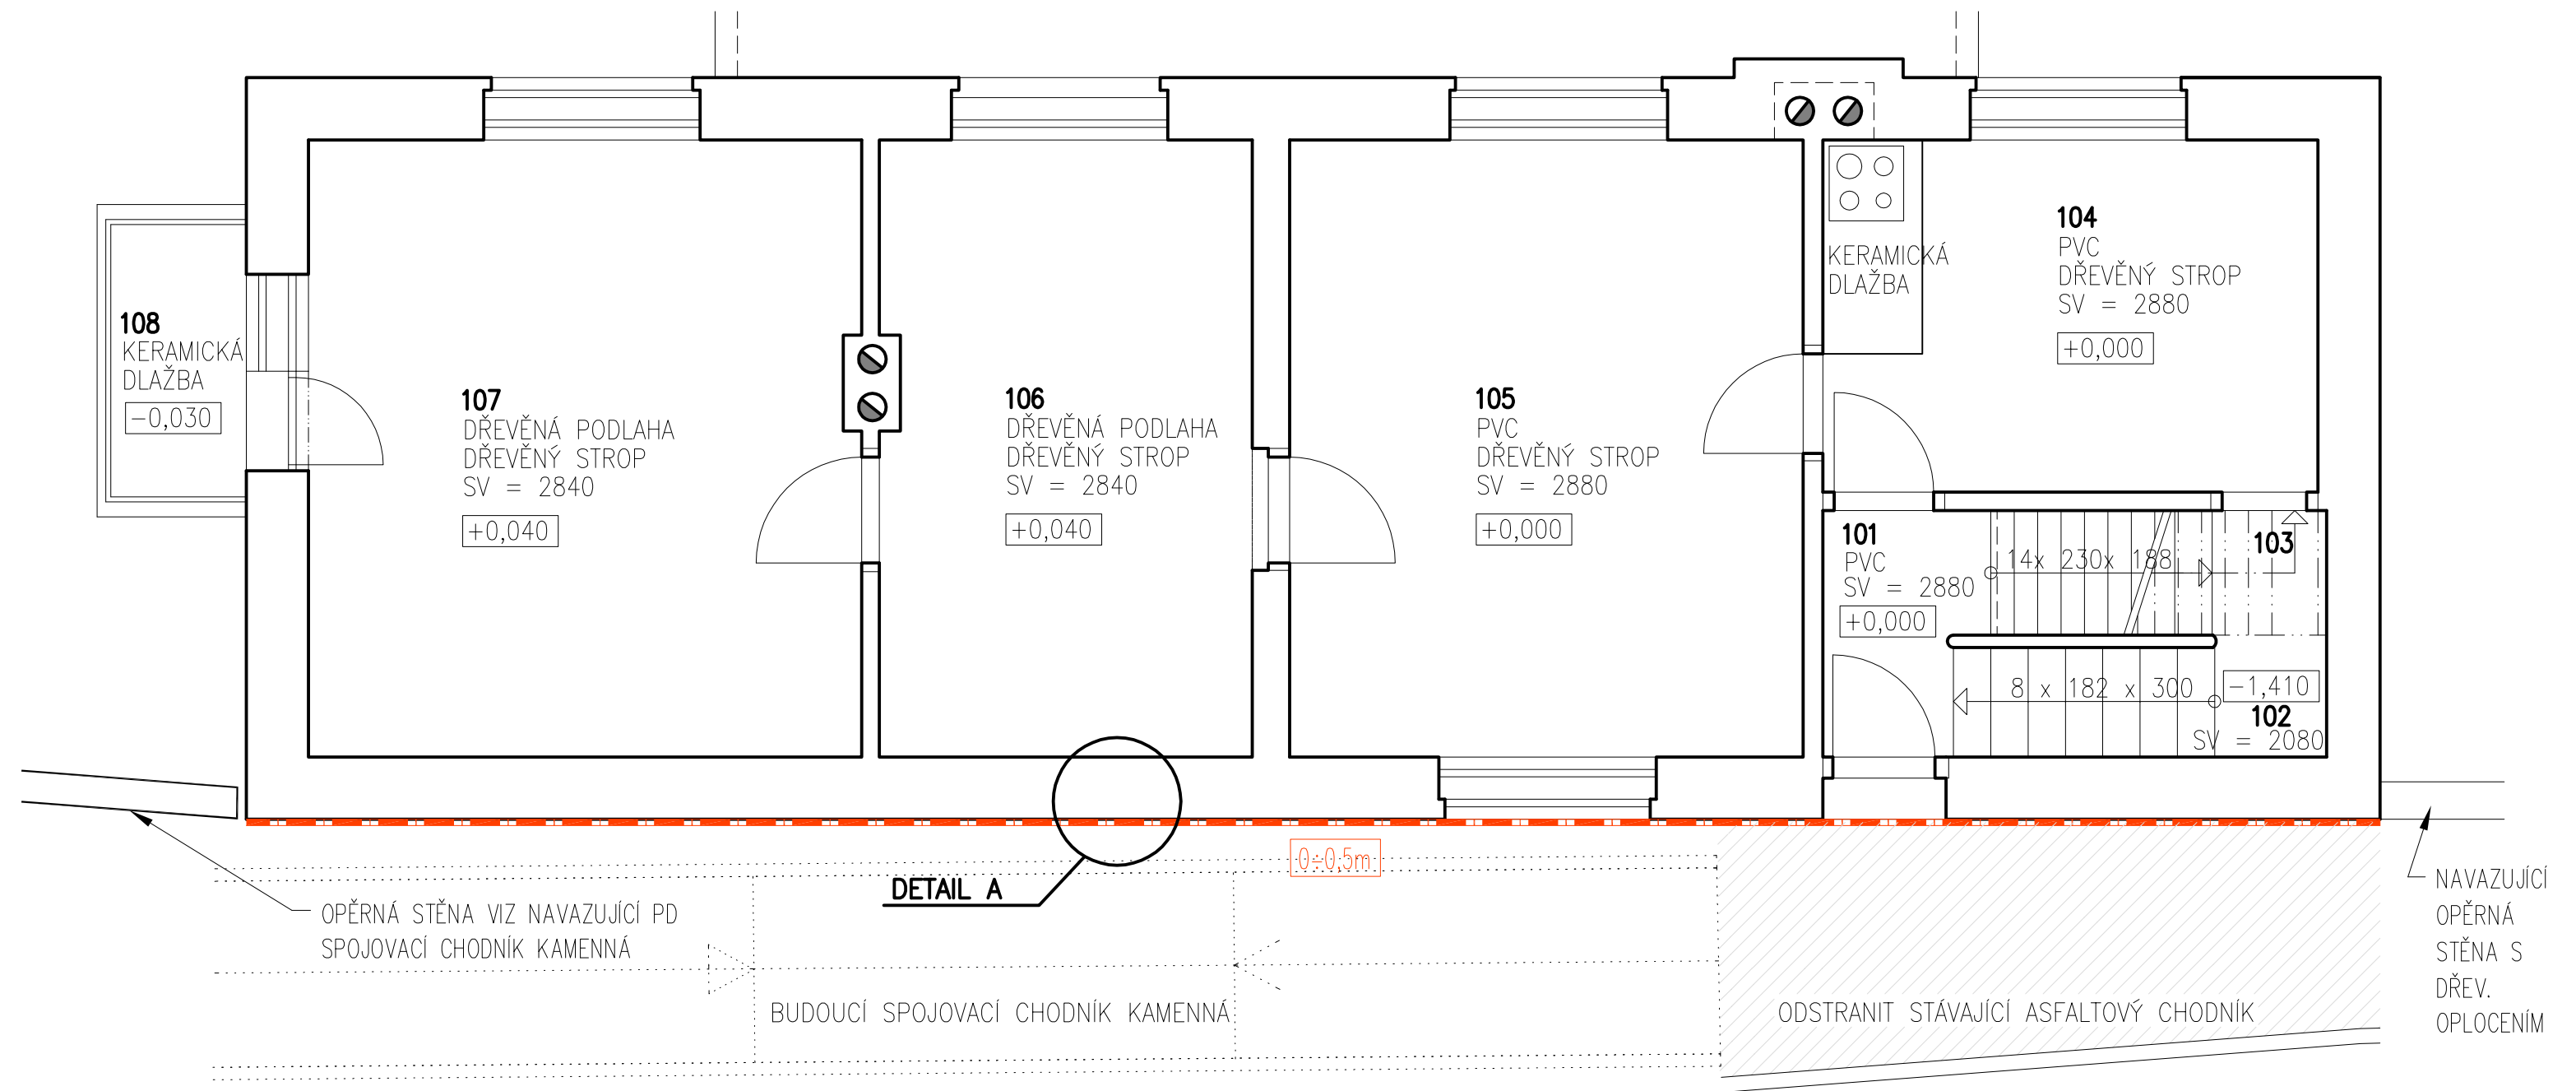 104
PVC
DŘEVĚNÝ STROP
SV = 2880
+0,000
KERAMICKÁ
DLAŽBA
108
KERAMICKÁ
DLAŽBA
-0,030
107
DŘEVĚNÁ PODLAHA
DŘEVĚNÝ STROP
SV = 2840
+0,040
106
DŘEVĚNÁ PODLAHA
DŘEVĚNÝ STROP
SV = 2840
+0,040
105
PVC
DŘEVĚNÝ STROP
SV = 2880
+0,000
101
PVC
SV = 2880
+0,000
14x 230x 188
103
8 x 182 x 300
-1,410
102
SV = 2080
0÷0,5m
DETAIL A
OPĚRNÁ STĚNA VIZ NAVAZUJÍCÍ PD
SPOJOVACÍ CHODNÍK KAMENNÁ
BUDOUCÍ SPOJOVACÍ CHODNÍK KAMENNÁ
ODSTRANIT STÁVAJÍCÍ ASFALTOVÝ CHODNÍK
NAVAZUJÍCÍ
OPĚRNÁ
STĚNA S
DŘEV.
OPLOCENÍM